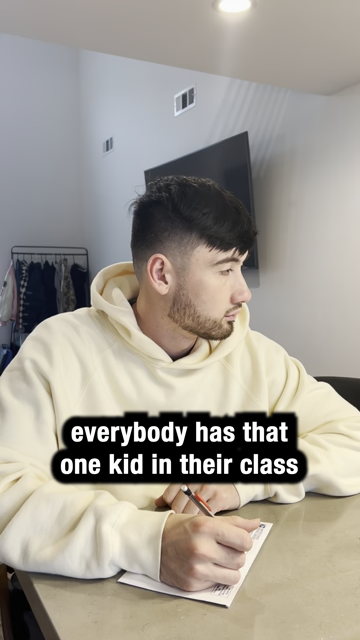 everybody has that
one kid in their class